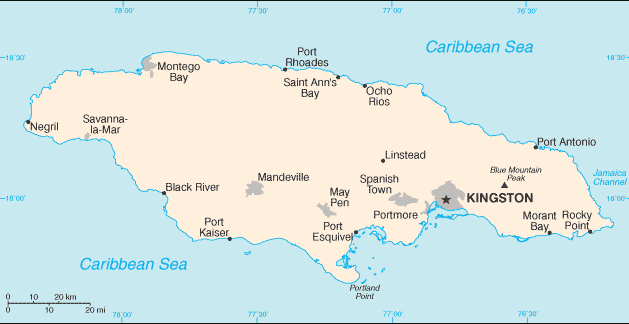 78°00'
77°30'
77°00'
76°30'
Caribbean Sea
18°30'
18°30'
Port
Rhoades
Montego
Bay
Saint Ann's
Bay
Ocho
Rios
Negril
Savanna-
la-Mar
Port Antonio
Linstead
Blue Mountain
Peak
Jamaica
Channel
Mandeville
Spanish
Town
Black River
18°00'
18°00'
May
Pen
Portmore
KINGSTON
Port
Kaiser
Port
Esquivel
Morant
Bay
Rocky
Point
Caribbean Sea
Portland
Point
0 10 20 km
0 10 20 mi
78°00'
77°30'
77°00'
76°30'